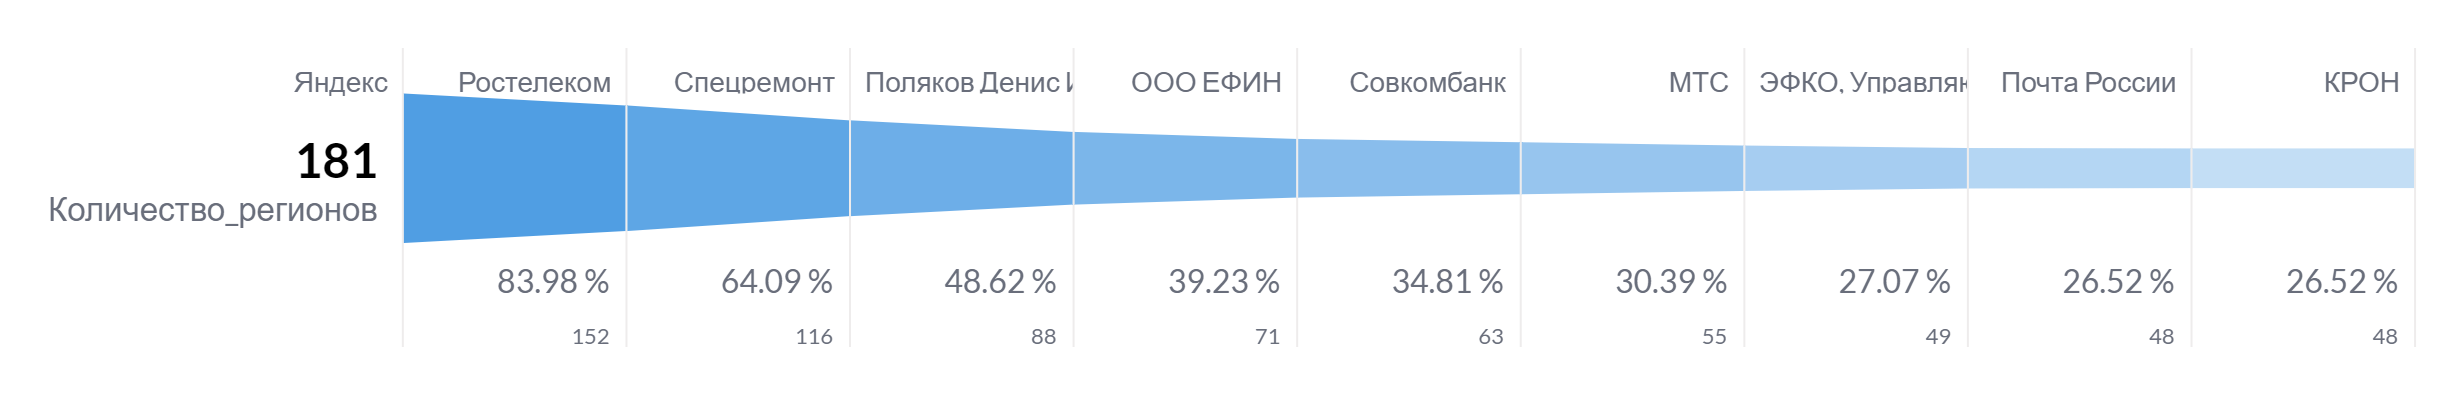 Яндекс Ростелеком Спецремонт Поляков Денис ООО ЕФИН Совкомбанк МТС ЭФКО, Почта России КРОН
181
Количество_регионов
83.98 % 64.09 % 48.62 % 39.23 % 34.81 % 30.39 % 27.07 % 26.52 % 26.52 %
152 116 88 71 63 55 49 48 48